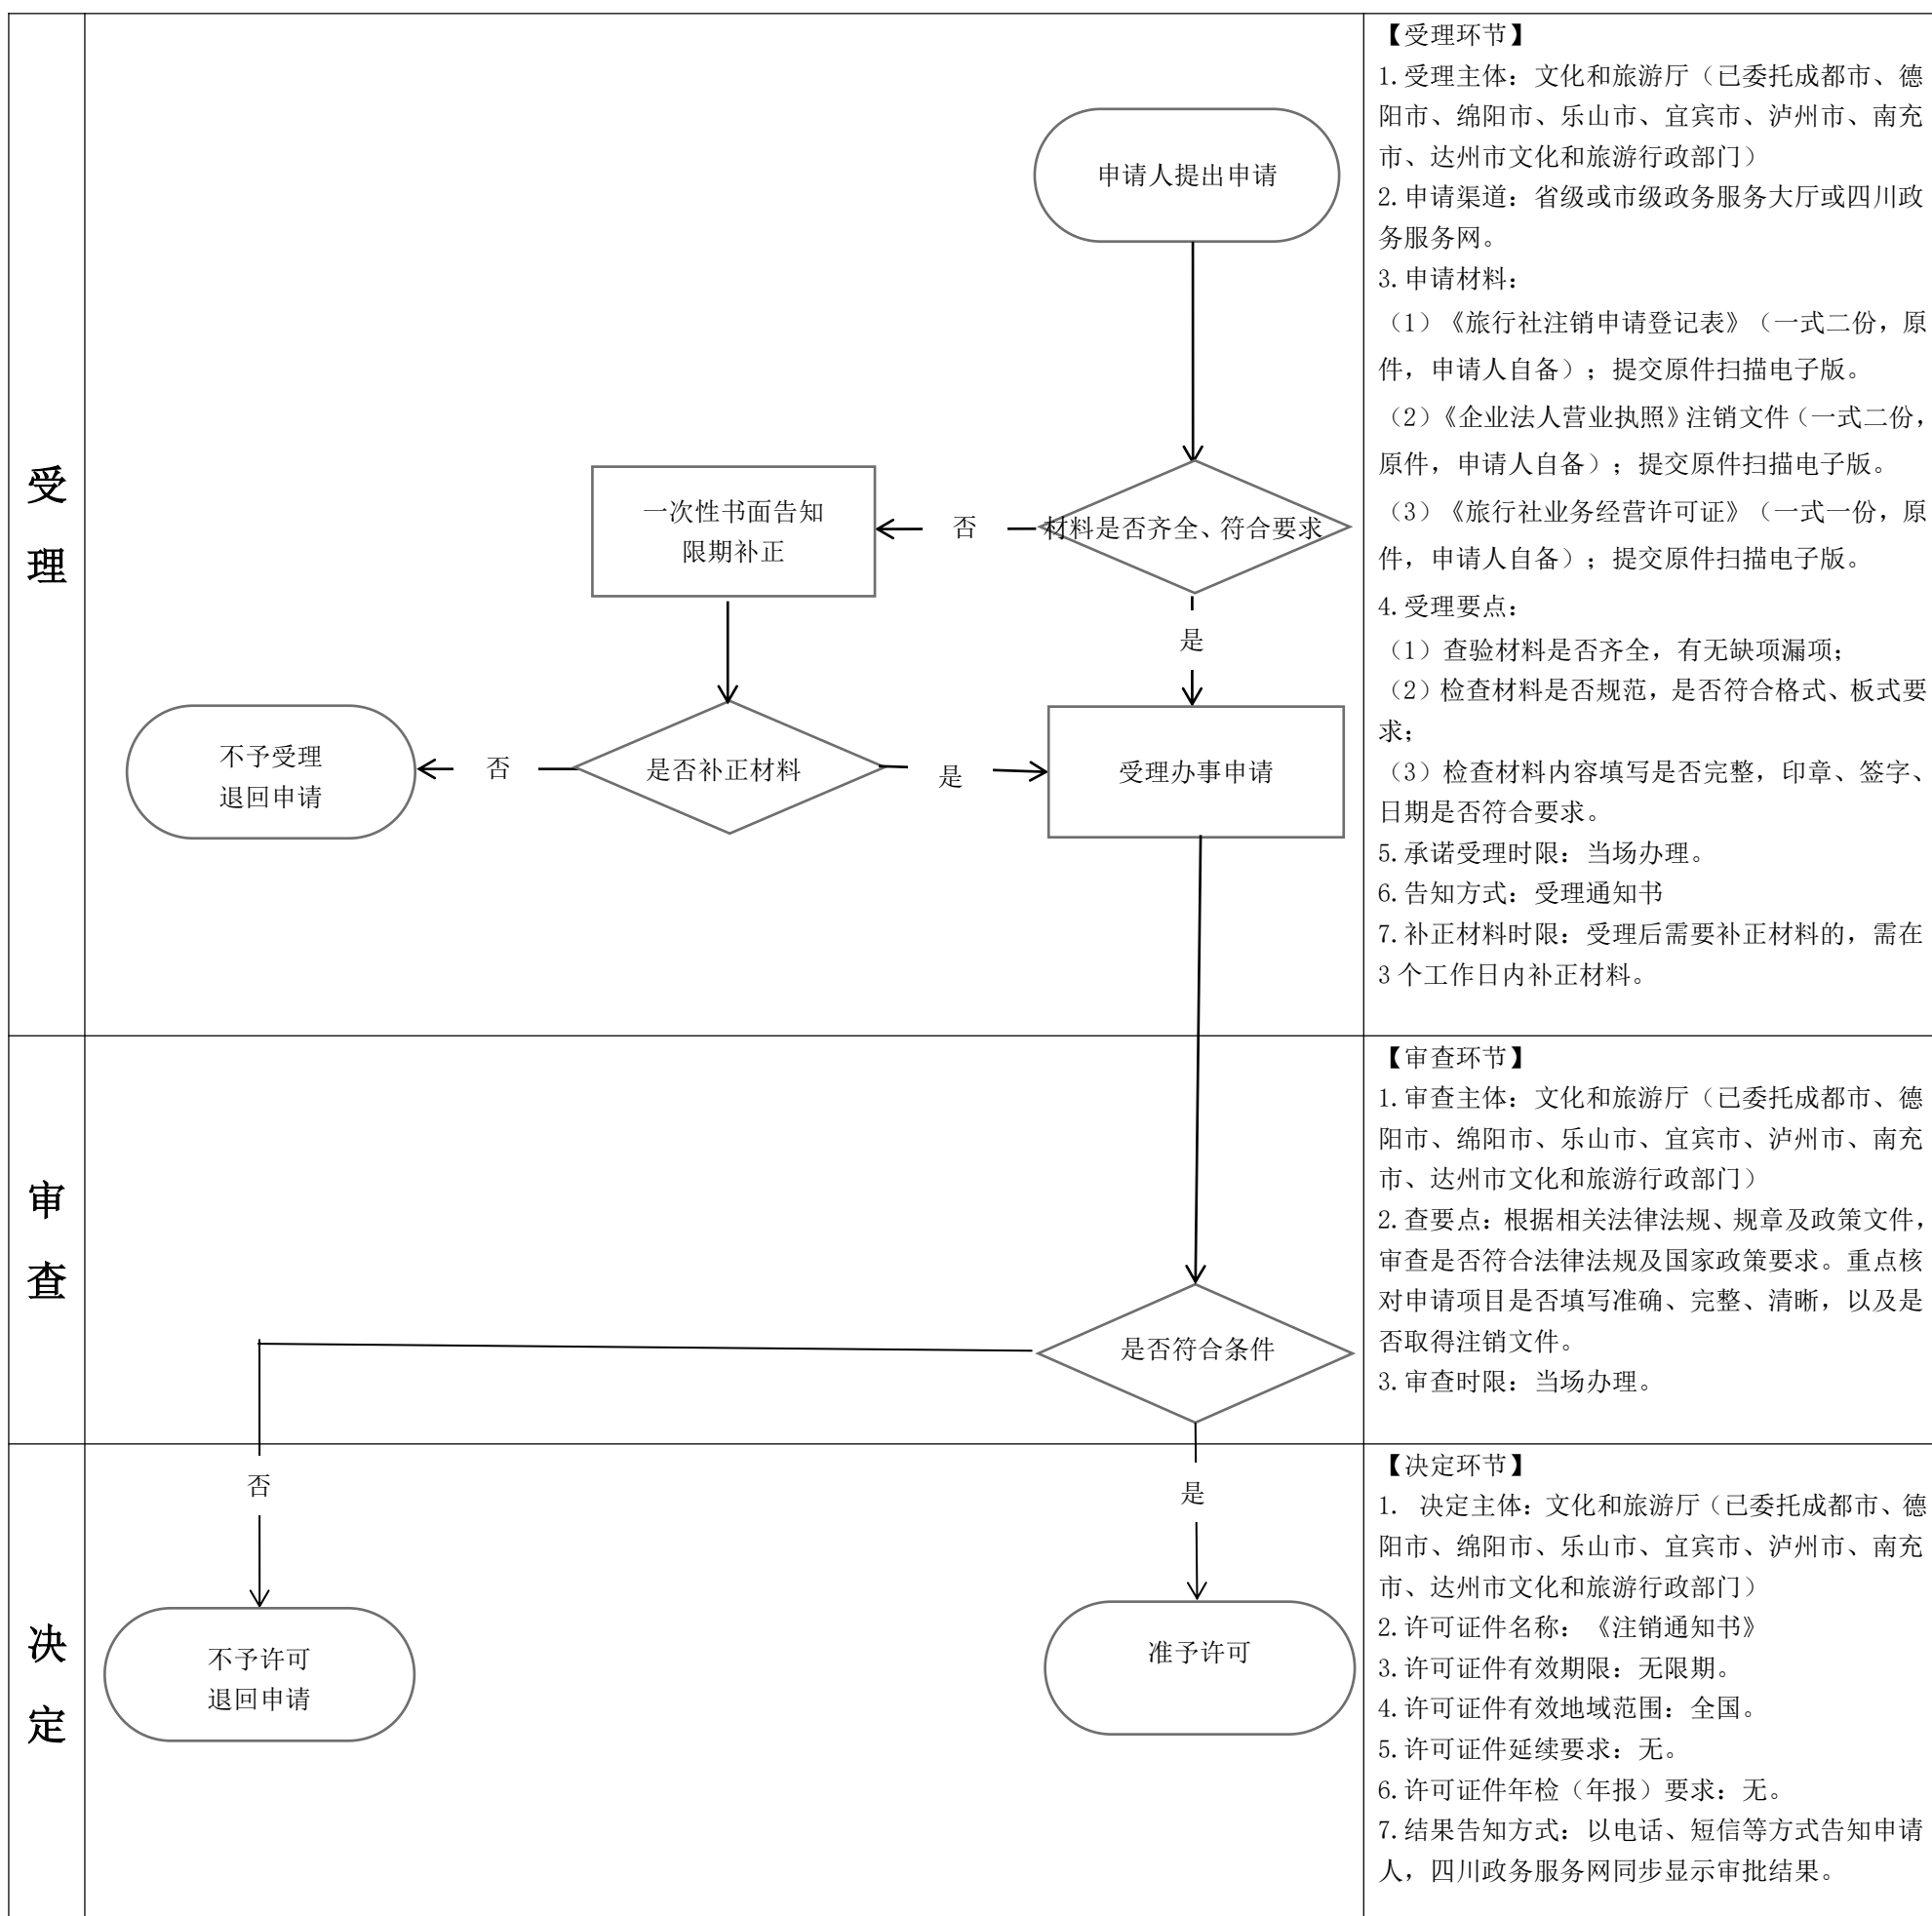 受
理
申请人提出申请
材料是否齐全、符合要求
否
一次性书面告知
限期补正
是
是否补正材料
否
不予受理
退回申请
是
受理办事申请
【受理环节】
1.受理主体：文化和旅游厅（已委托成都市、德
阳市、绵阳市、乐山市、宜宾市、泸州市、南充
市、达州市文化和旅游行政部门）
2.申请渠道：省级或市级政务服务大厅或四川政
务服务网。
3.申请材料：
（1）《旅行社注销申请登记表》（一式二份，原
件，申请人自备）；提交原件扫描电子版。
（2）《企业法人营业执照》注销文件（一式二份，
原件，申请人自备）；提交原件扫描电子版。
（3）《旅行社业务经营许可证》（一式一份，原
件，申请人自备）；提交原件扫描电子版。
4.受理要点：
（1）查验材料是否齐全，有无缺项漏项；
（2）检查材料是否规范，是否符合格式、板式要
求；
（3）检查材料内容填写是否完整，印章、签字、
日期是否符合要求。
5.承诺受理时限：当场办理。
6.告知方式：受理通知书
7.补正材料时限：受理后需要补正材料的，需在
3 个工作日内补正材料。
审
查
是否符合条件
【审查环节】
1.审查主体：文化和旅游厅（已委托成都市、德
阳市、绵阳市、乐山市、宜宾市、泸州市、南充
市、达州市文化和旅游行政部门）
2.查要点：根据相关法律法规、规章及政策文件，
审查是否符合法律法规及国家政策要求。重点核
对申请项目是否填写准确、完整、清晰，以及是
否取得注销文件。
3.审查时限：当场办理。
决
定
否
是
不予许可
退回申请
准予许可
【决定环节】
1. 决定主体：文化和旅游厅（已委托成都市、德
阳市、绵阳市、乐山市、宜宾市、泸州市、南充
市、达州市文化和旅游行政部门）
2.许可证件名称：《注销通知书》
3.许可证件有效期限：无限期。
4.许可证件有效地域范围：全国。
5.许可证件延续要求：无。
6.许可证件年检（年报）要求：无。
7.结果告知方式：以电话、短信等方式告知申请
人，四川政务服务网同步显示审批结果。